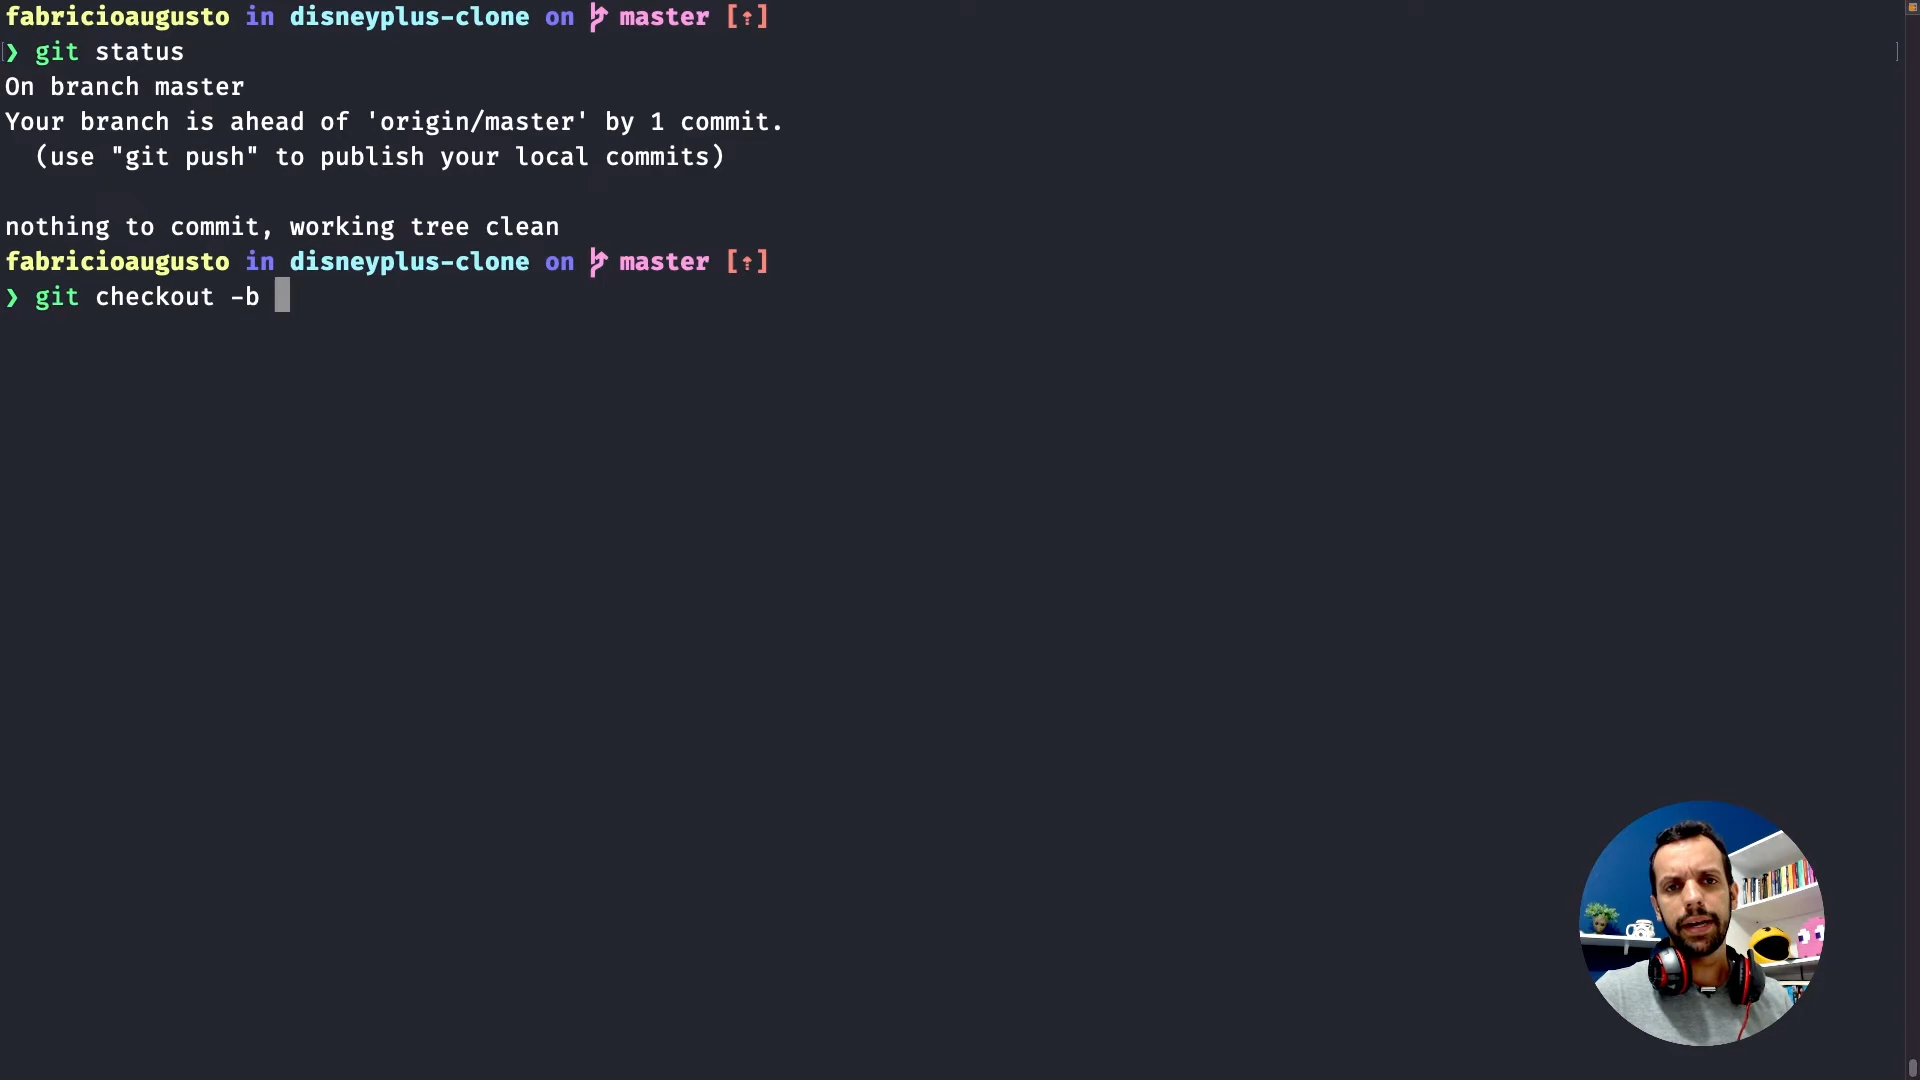 fabricioaugusto in disneyplus-clone on master [⇡]
❯ git status
On branch master
Your branch is ahead of 'origin/master' by 1 commit.
  (use "git push" to publish your local commits)
nothing to commit, working tree clean
fabricioaugusto in disneyplus-clone on master [⇡]
❯ git checkout -b